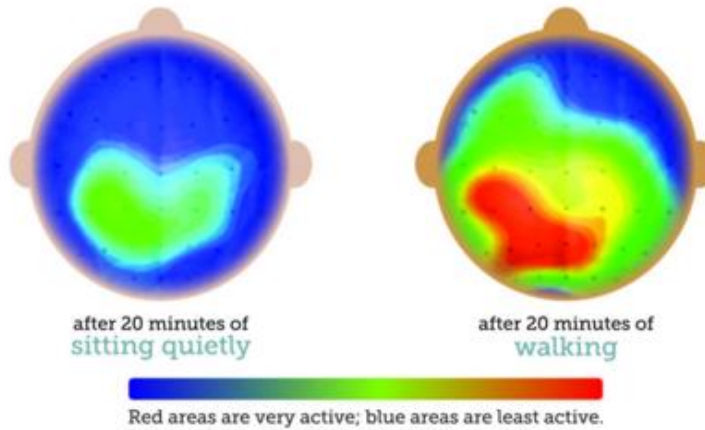 after 20 minutes of
sitting quietly
after 20 minutes of
walking
Red areas are very active; blue areas are least active.